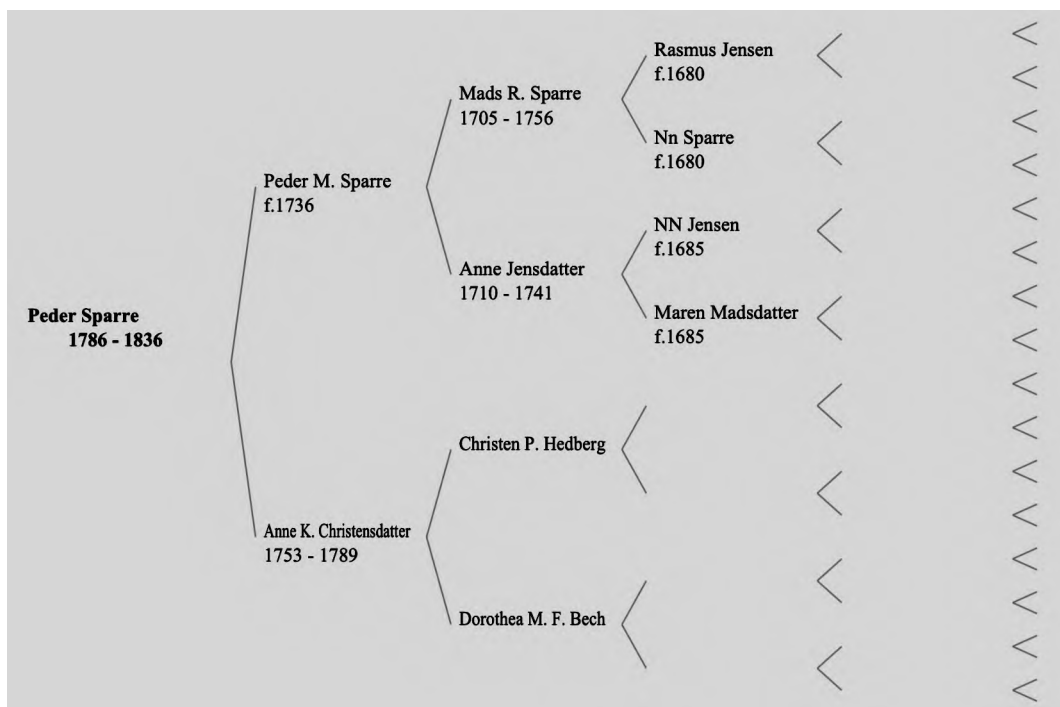 Peder Sparre
1786 - 1836
Peder M. Sparre
f.1736
Anne K. Christensdatter
1753 - 1789
Mads R. Sparre
1705 - 1756
Anne Jensdatter
1710 - 1741
Christen P. Hedberg
Dorothea M. F. Bech
Rasmus Jensen
f.1680
Nn Sparre
f.1680
NN Jensen
f.1685
Maren Madsdatter
f.1685